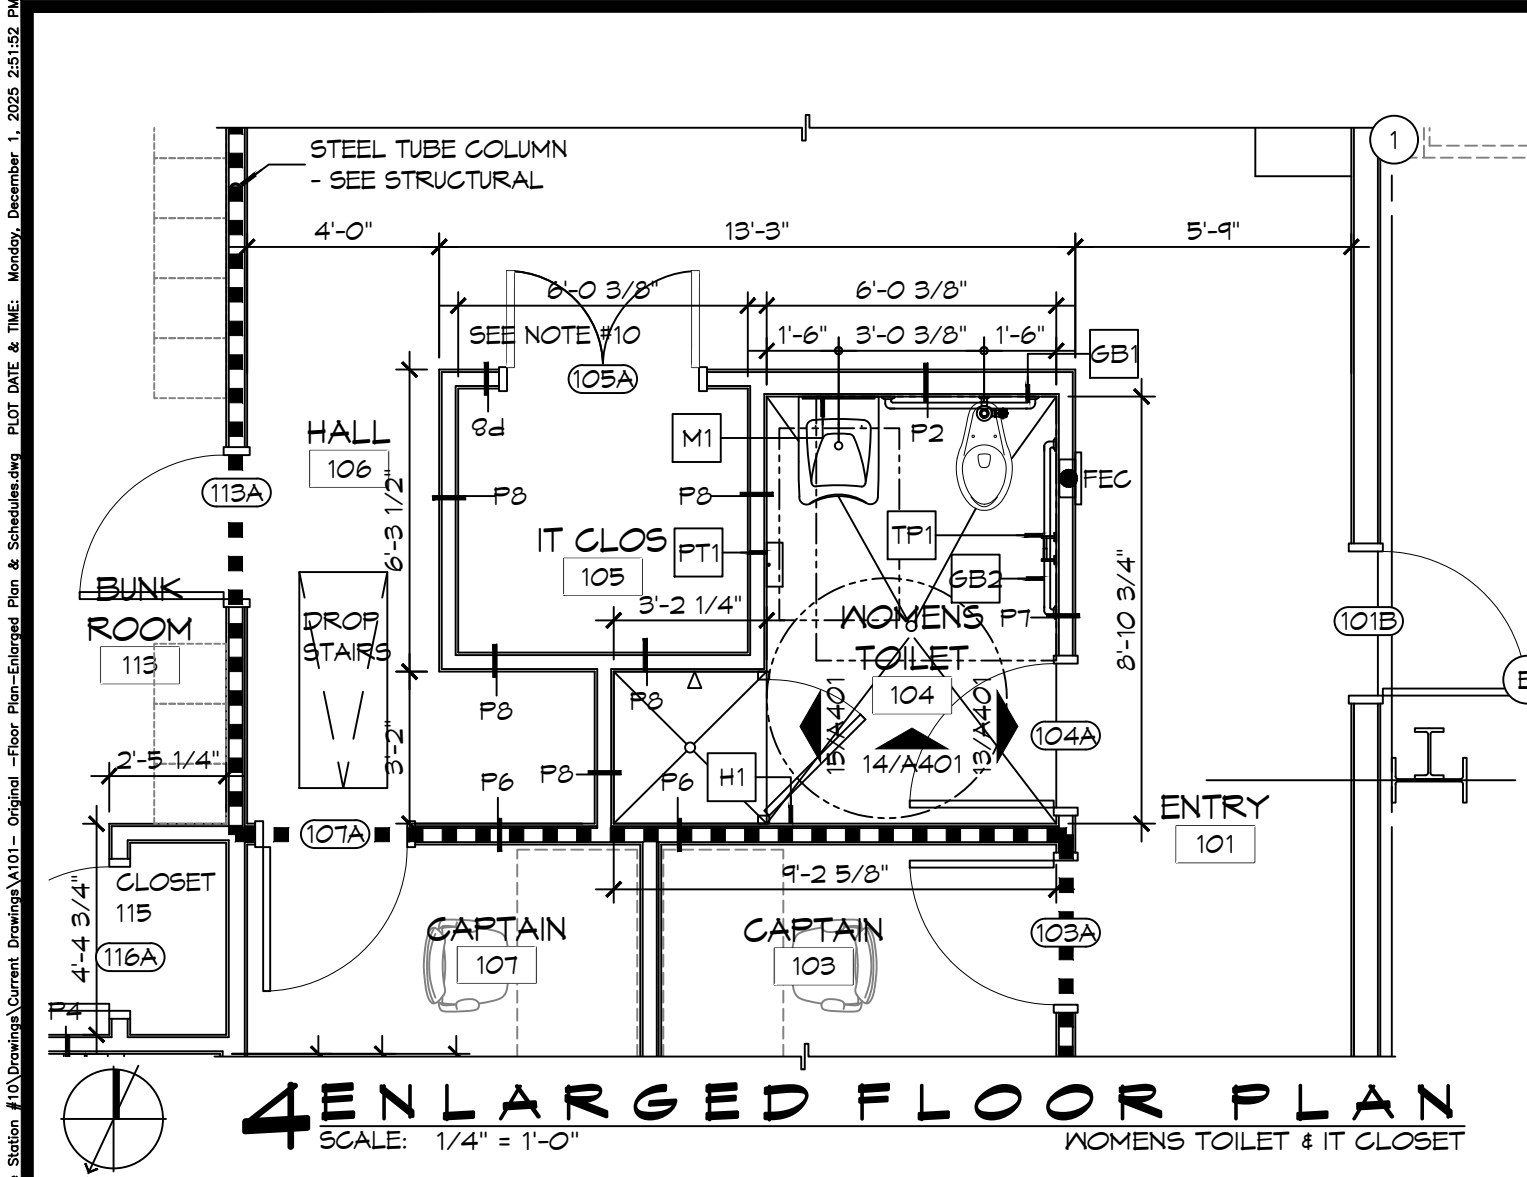 Station #10\Drawings\Current Drawings\A101- Original -Floor Plan-Enlarged Plan & Schedules.dwg PLOT DATE & TIME: Monday, December 1, 2025 2:51:52 PM
STEEL TUBE COLUMN
- SEE STRUCTURAL
1
4'-0"
13'-3"
5'-9"
6'-0 3/8"
6'-0 3/8"
SEE NOTE #10
1'-6"
3'-0 3/8"
1'-6"
GB1
105A
P8
M1
P2
HALL
106
113A
P8
P8
FEC
6'-3 1/2"
IT CLOS
105
PT1
TP1
GB2
8'-10 3/4"
BUNK
ROOM
113
DROP
STAIRS
3'-2 1/4"
WOMENS
TOILET
104
P7
101B
E
P8
P8
15/A401
14/A401
13/A401
104A
2'-5 1/4"
3'-2"
P6
P8
P6
H1
ENTRY
101
107A
9'-2 5/8"
CLOSET
115
4'-4 3/4"
116A
CAPTAIN
107
CAPTAIN
103
103A
P4
4 ENLARGED FLOOR PLAN
SCALE: 1/4" = 1'-0"
WOMENS TOILET & IT CLOSET